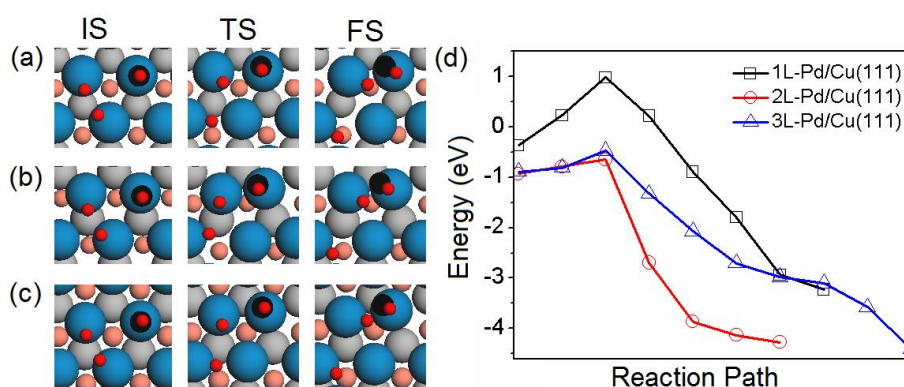 IS TS FS
(a)
(b)
(c)
(d)
1L-Pd/Cu(111)
2L-Pd/Cu(111)
3L-Pd/Cu(111)
1
0
-1
-2
-3
-4
Energy (eV)
Reaction Path